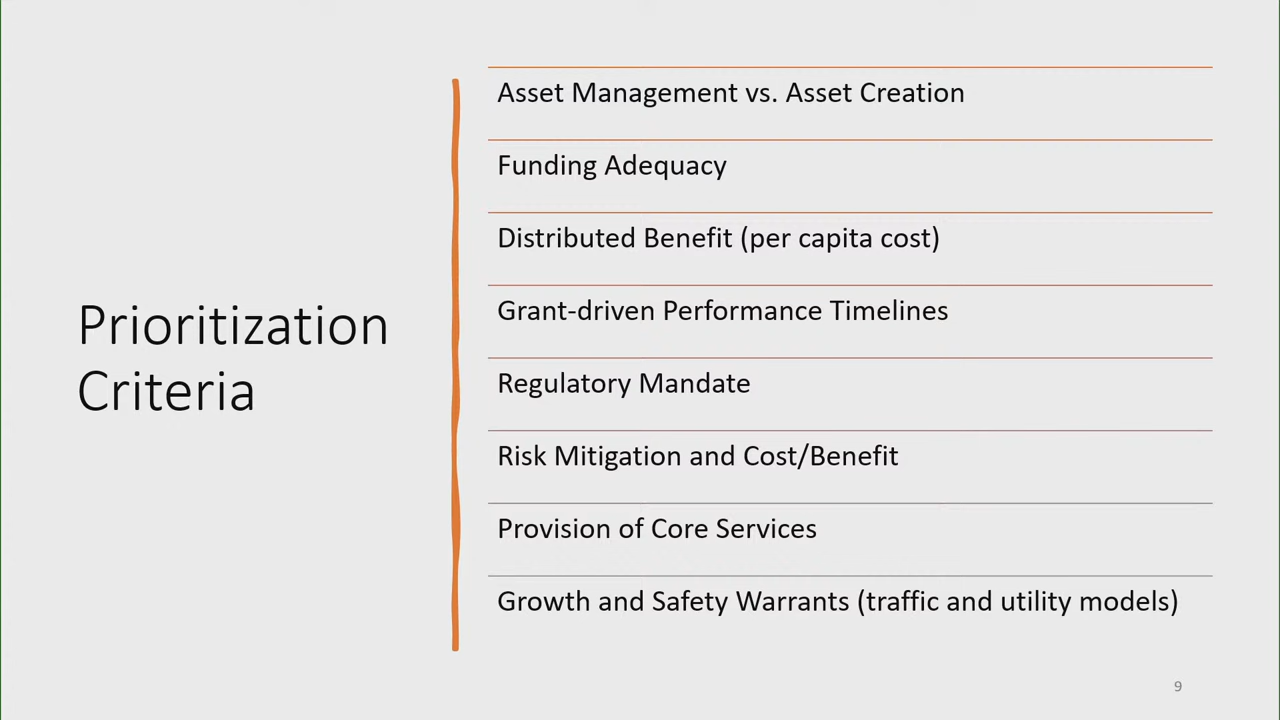 Prioritization
Criteria
Asset Management vs. Asset Creation
Funding Adequacy
Distributed Benefit (per capita cost)
Grant-driven Performance Timelines
Regulatory Mandate
Risk Mitigation and Cost/Benefit
Provision of Core Services
Growth and Safety Warrants (traffic and utility models)
9